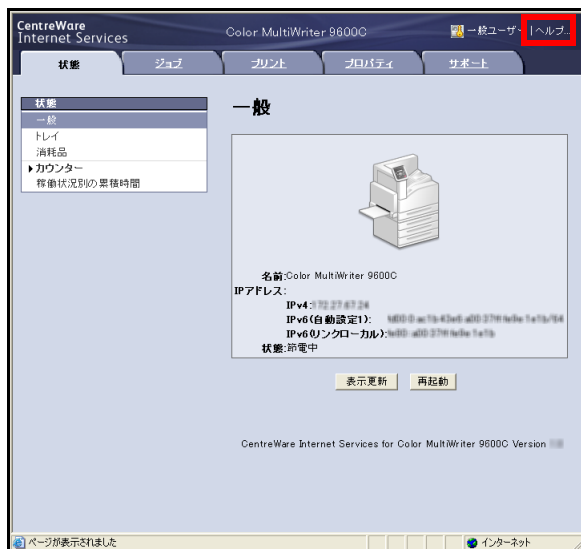 CentreWare
Internet Services
Color MultiWriter 9600C
一般ユーザー | ヘルプ...
状態 ジョブ プリント プロパティ サポート
状態
一般
トレイ
消耗品
カウンター
稼働状況別の累積時間
一般
名前:Color MultiWriter 9600C
IPアドレス:
IPv4:
IPv6(自動設定1):
IPv6(リンクローカル):
状態:節電中
表示更新 再起動
CentreWare Internet Services for Color MultiWriter 9600C Version
ページが表示されました インターネット